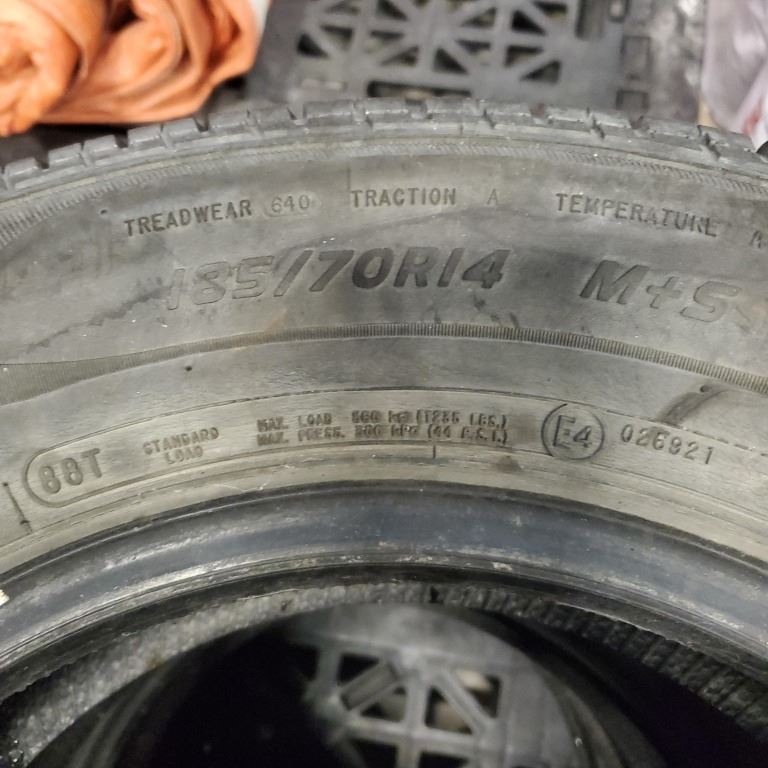 TREADWEAR 640 TRACTION A TEMPERATURE A
185/70R14 M+S
88T STANDARD LOAD
MAX. LOAD 560 KG (1235 LBS.)
MAX. PRESS. 300 KPG (44 P.S.I.)
E4 026921